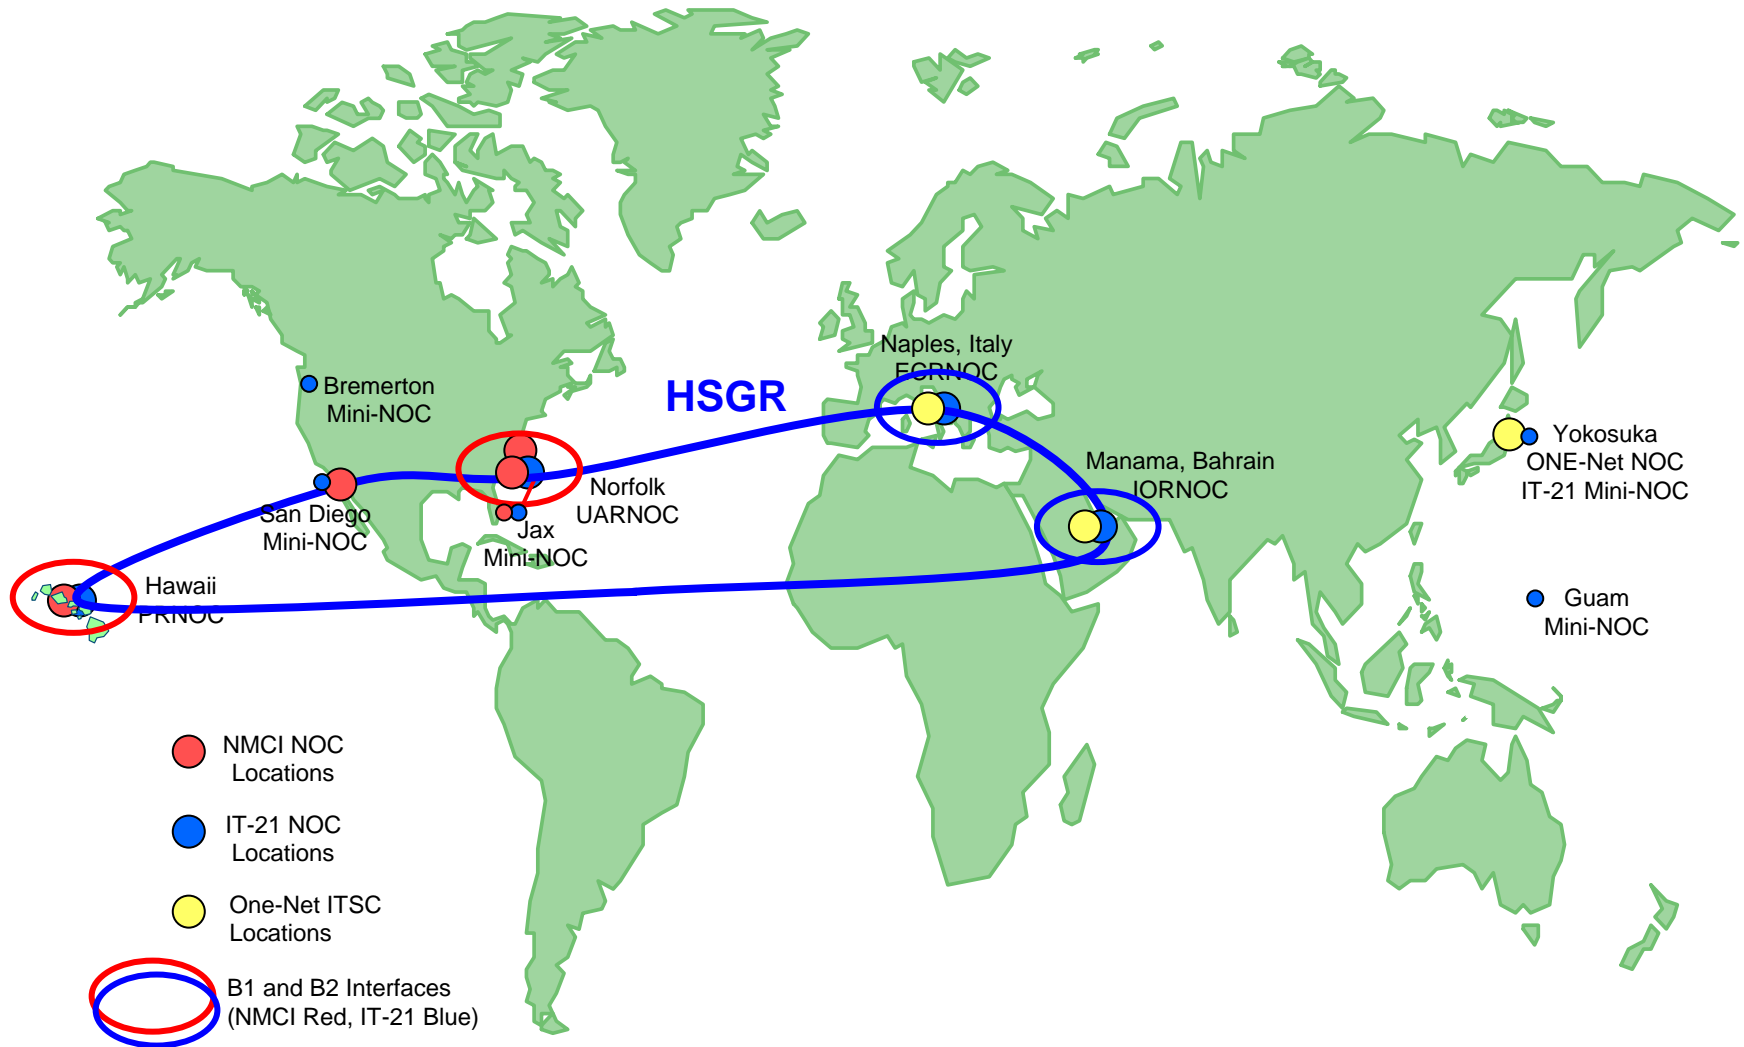 Naples, Italy
ECRNOC
HSGR
Bremerton
Mini-NOC
Yokosuka
ONE-Net NOC
IT-21 Mini-NOC
Manama, Bahrain
IORNOC
Norfolk
UARNOC
San Diego
Mini-NOC
Jax
Mini-NOC
Hawaii
PRNOC
Guam
Mini-NOC
NMCI NOC
Locations
IT-21 NOC
Locations
One-Net ITSC
Locations
B1 and B2 Interfaces
(NMCI Red, IT-21 Blue)